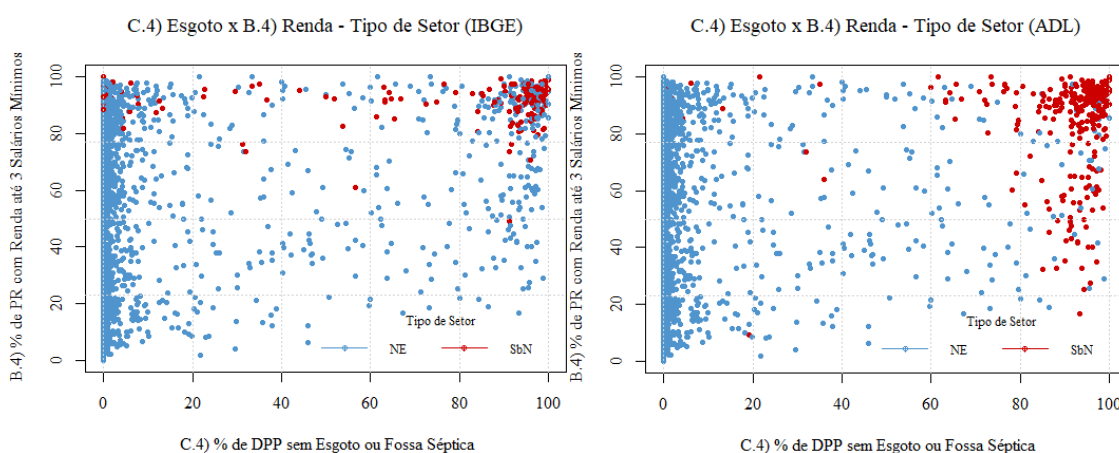 C.4) Esgoto x B.4) Renda - Tipo de Setor (IBGE)
B.4) % de PR com Renda até 3 Salários Mínimos
100
80
60
40
20
0
Tipo de Setor
NE SbN
0 20 40 60 80 100
C.4) % de DPP sem Esgoto ou Fossa Séptica
C.4) Esgoto x B.4) Renda - Tipo de Setor (ADL)
B.4) % de PR com Renda até 3 Salários Mínimos
100
80
60
40
20
0
Tipo de Setor
NE SbN
0 20 40 60 80 100
C.4) % de DPP sem Esgoto ou Fossa Séptica